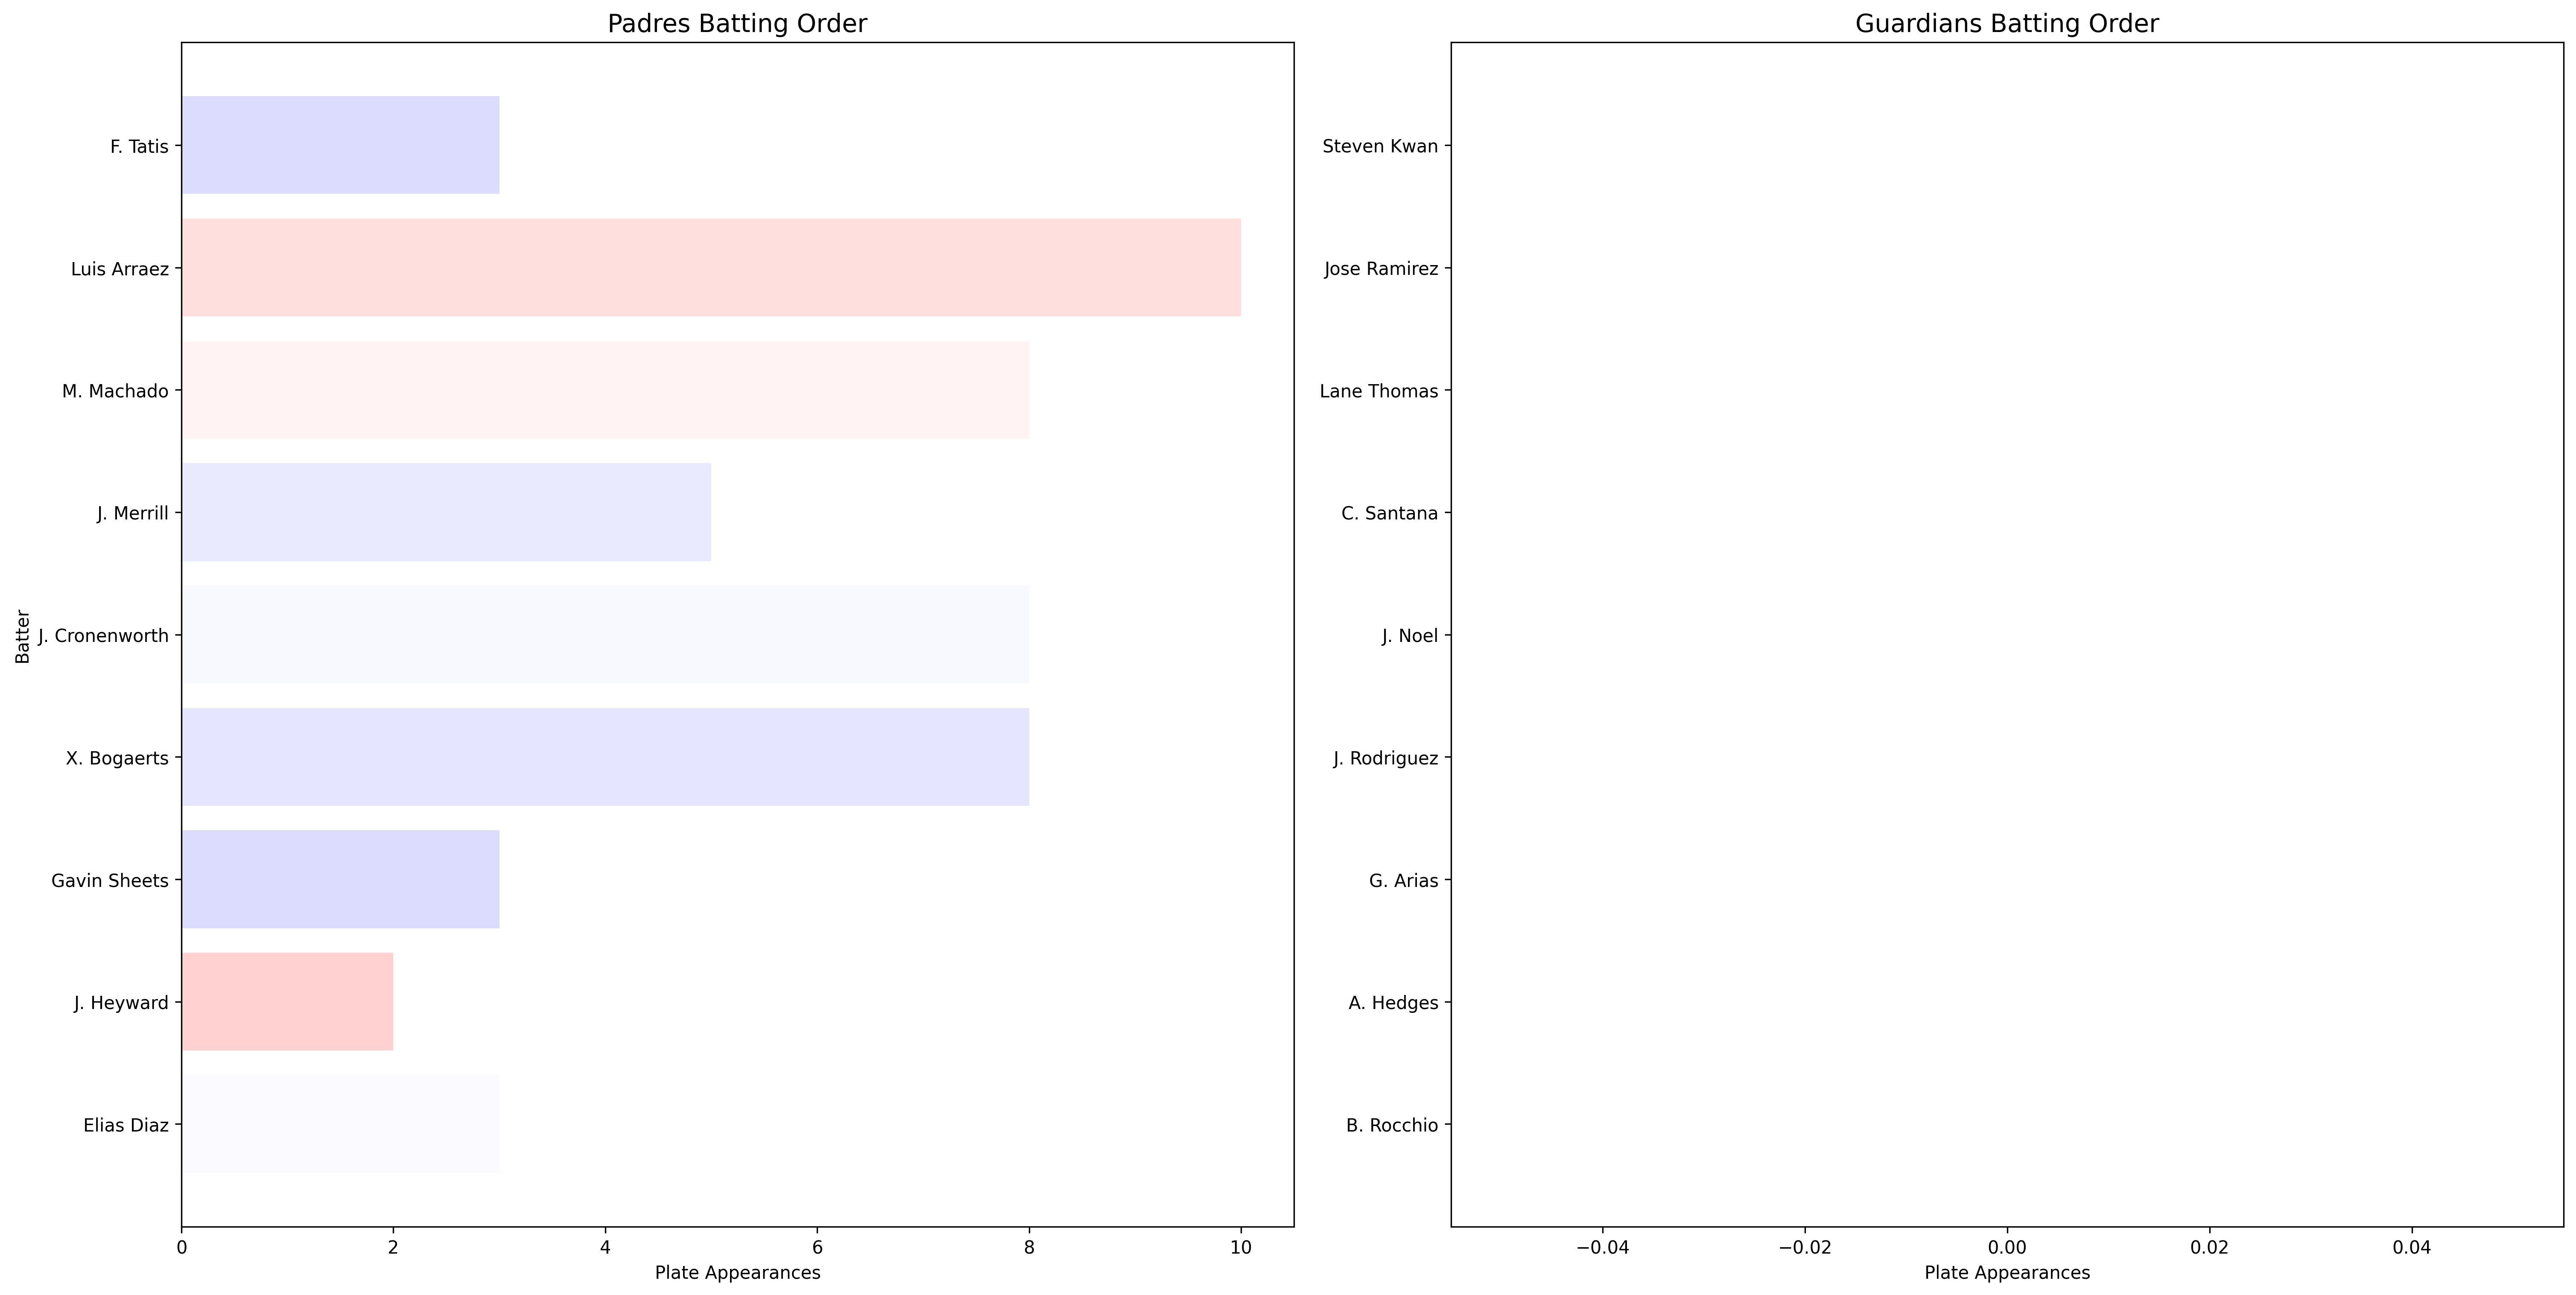 Padres Batting Order
Batter
F. Tatis
Luis Arraez
M. Machado
J. Merrill
J. Cronenworth
X. Bogaerts
Gavin Sheets
J. Heyward
Elias Diaz
0 2 4 6 8 10
Plate Appearances
Guardians Batting Order
Steven Kwan
Jose Ramirez
Lane Thomas
C. Santana
J. Noel
J. Rodriguez
G. Arias
A. Hedges
B. Rocchio
−0.04 −0.02 0.00 0.02 0.04
Plate Appearances